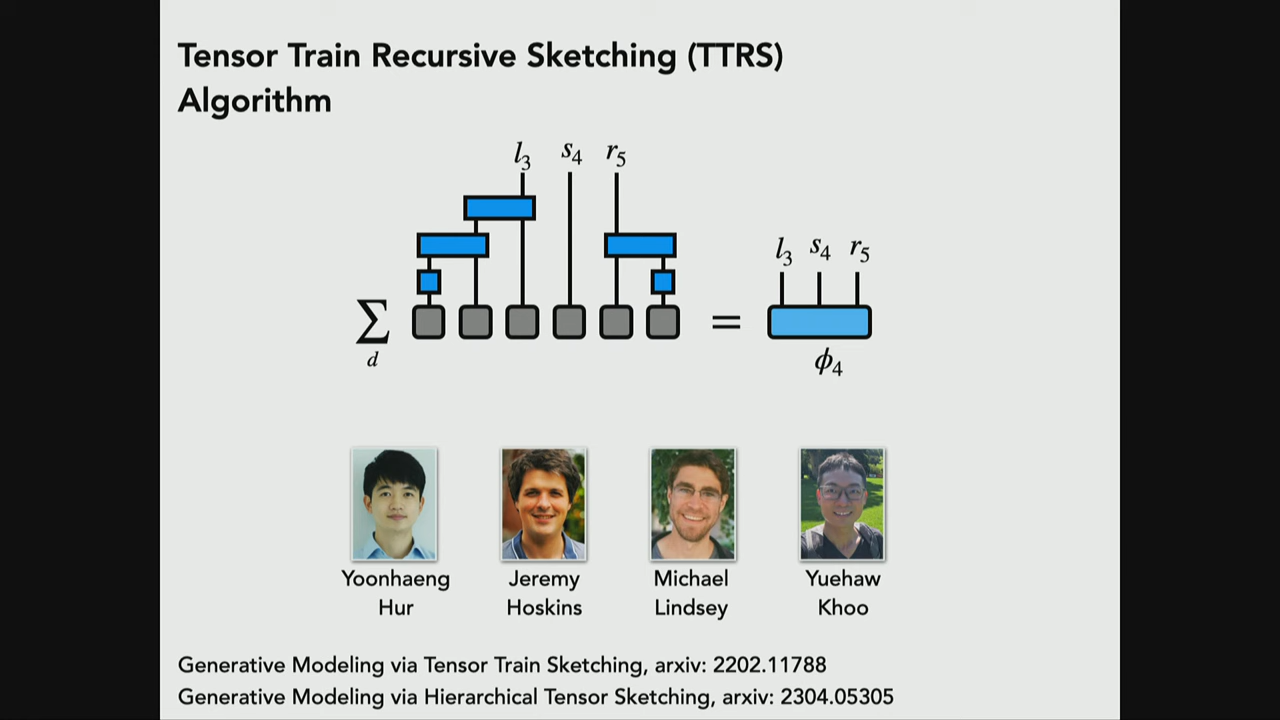 Tensor Train Recursive Sketching (TTRS)
Algorithm
l₃ s₄ r₅
l₃ s₄ r₅
∑ =
d
ϕ₄
Yoonhaeng Hur
Jeremy Hoskins
Michael Lindsey
Yuehaw Khoo
Generative Modeling via Tensor Train Sketching, arxiv: 2202.11788
Generative Modeling via Hierarchical Tensor Sketching, arxiv: 2304.05305